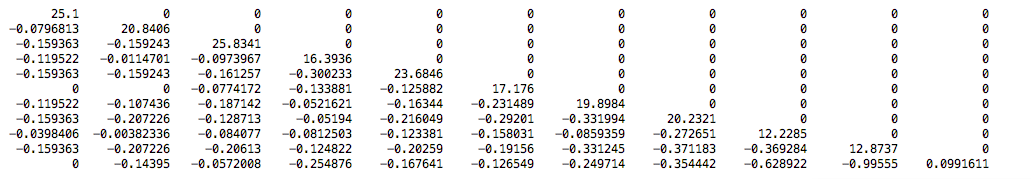 25.1 0 0 0 0 0 0 0 0 0 0
-0.0796813 20.8406 0 0 0 0 0 0 0 0 0
-0.159363 -0.159243 25.8341 0 0 0 0 0 0 0 0
-0.119522 -0.0114701 -0.0973967 16.3936 0 0 0 0 0 0 0
-0.159363 -0.159243 -0.161257 -0.300233 23.6846 0 0 0 0 0 0
0 0 -0.0774172 -0.133881 -0.125882 17.176 0 0 0 0 0
-0.119522 -0.107436 -0.187142 -0.0521621 -0.16344 -0.231489 19.8984 0 0 0 0
-0.159363 -0.207226 -0.128713 -0.05194 -0.216049 -0.29201 -0.331994 20.2321 0 0 0
-0.0398406 -0.00382336 -0.084077 -0.0812503 -0.123381 -0.158031 -0.0859359 -0.272651 12.2285 0 0
-0.159363 -0.207226 -0.20613 -0.124822 -0.20259 -0.19156 -0.331245 -0.371183 -0.369284 12.8737 0
0 -0.14395 -0.0572008 -0.254876 -0.167641 -0.126549 -0.249714 -0.354442 -0.628922 -0.99555 0.0991611